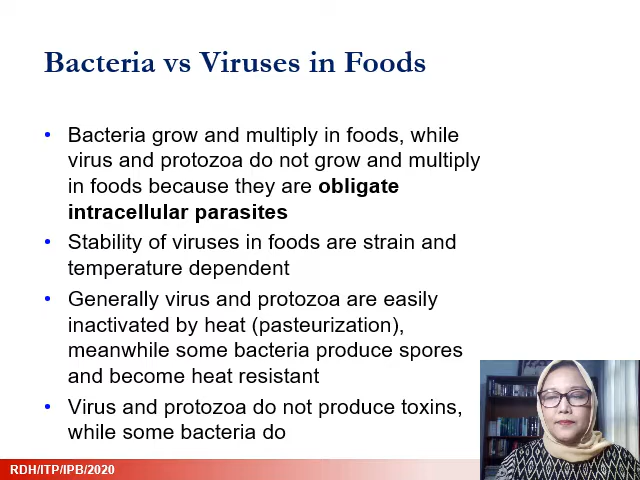 Bacteria vs Viruses in Foods
• Bacteria grow and multiply in foods, while
virus and protozoa do not grow and multiply
in foods because they are obligate
intracellular parasites
• Stability of viruses in foods are strain and
temperature dependent
• Generally virus and protozoa are easily
inactivated by heat (pasteurization),
meanwhile some bacteria produce spores
and become heat resistant
• Virus and protozoa do not produce toxins,
while some bacteria do
RDH/ITP/IPB/2020